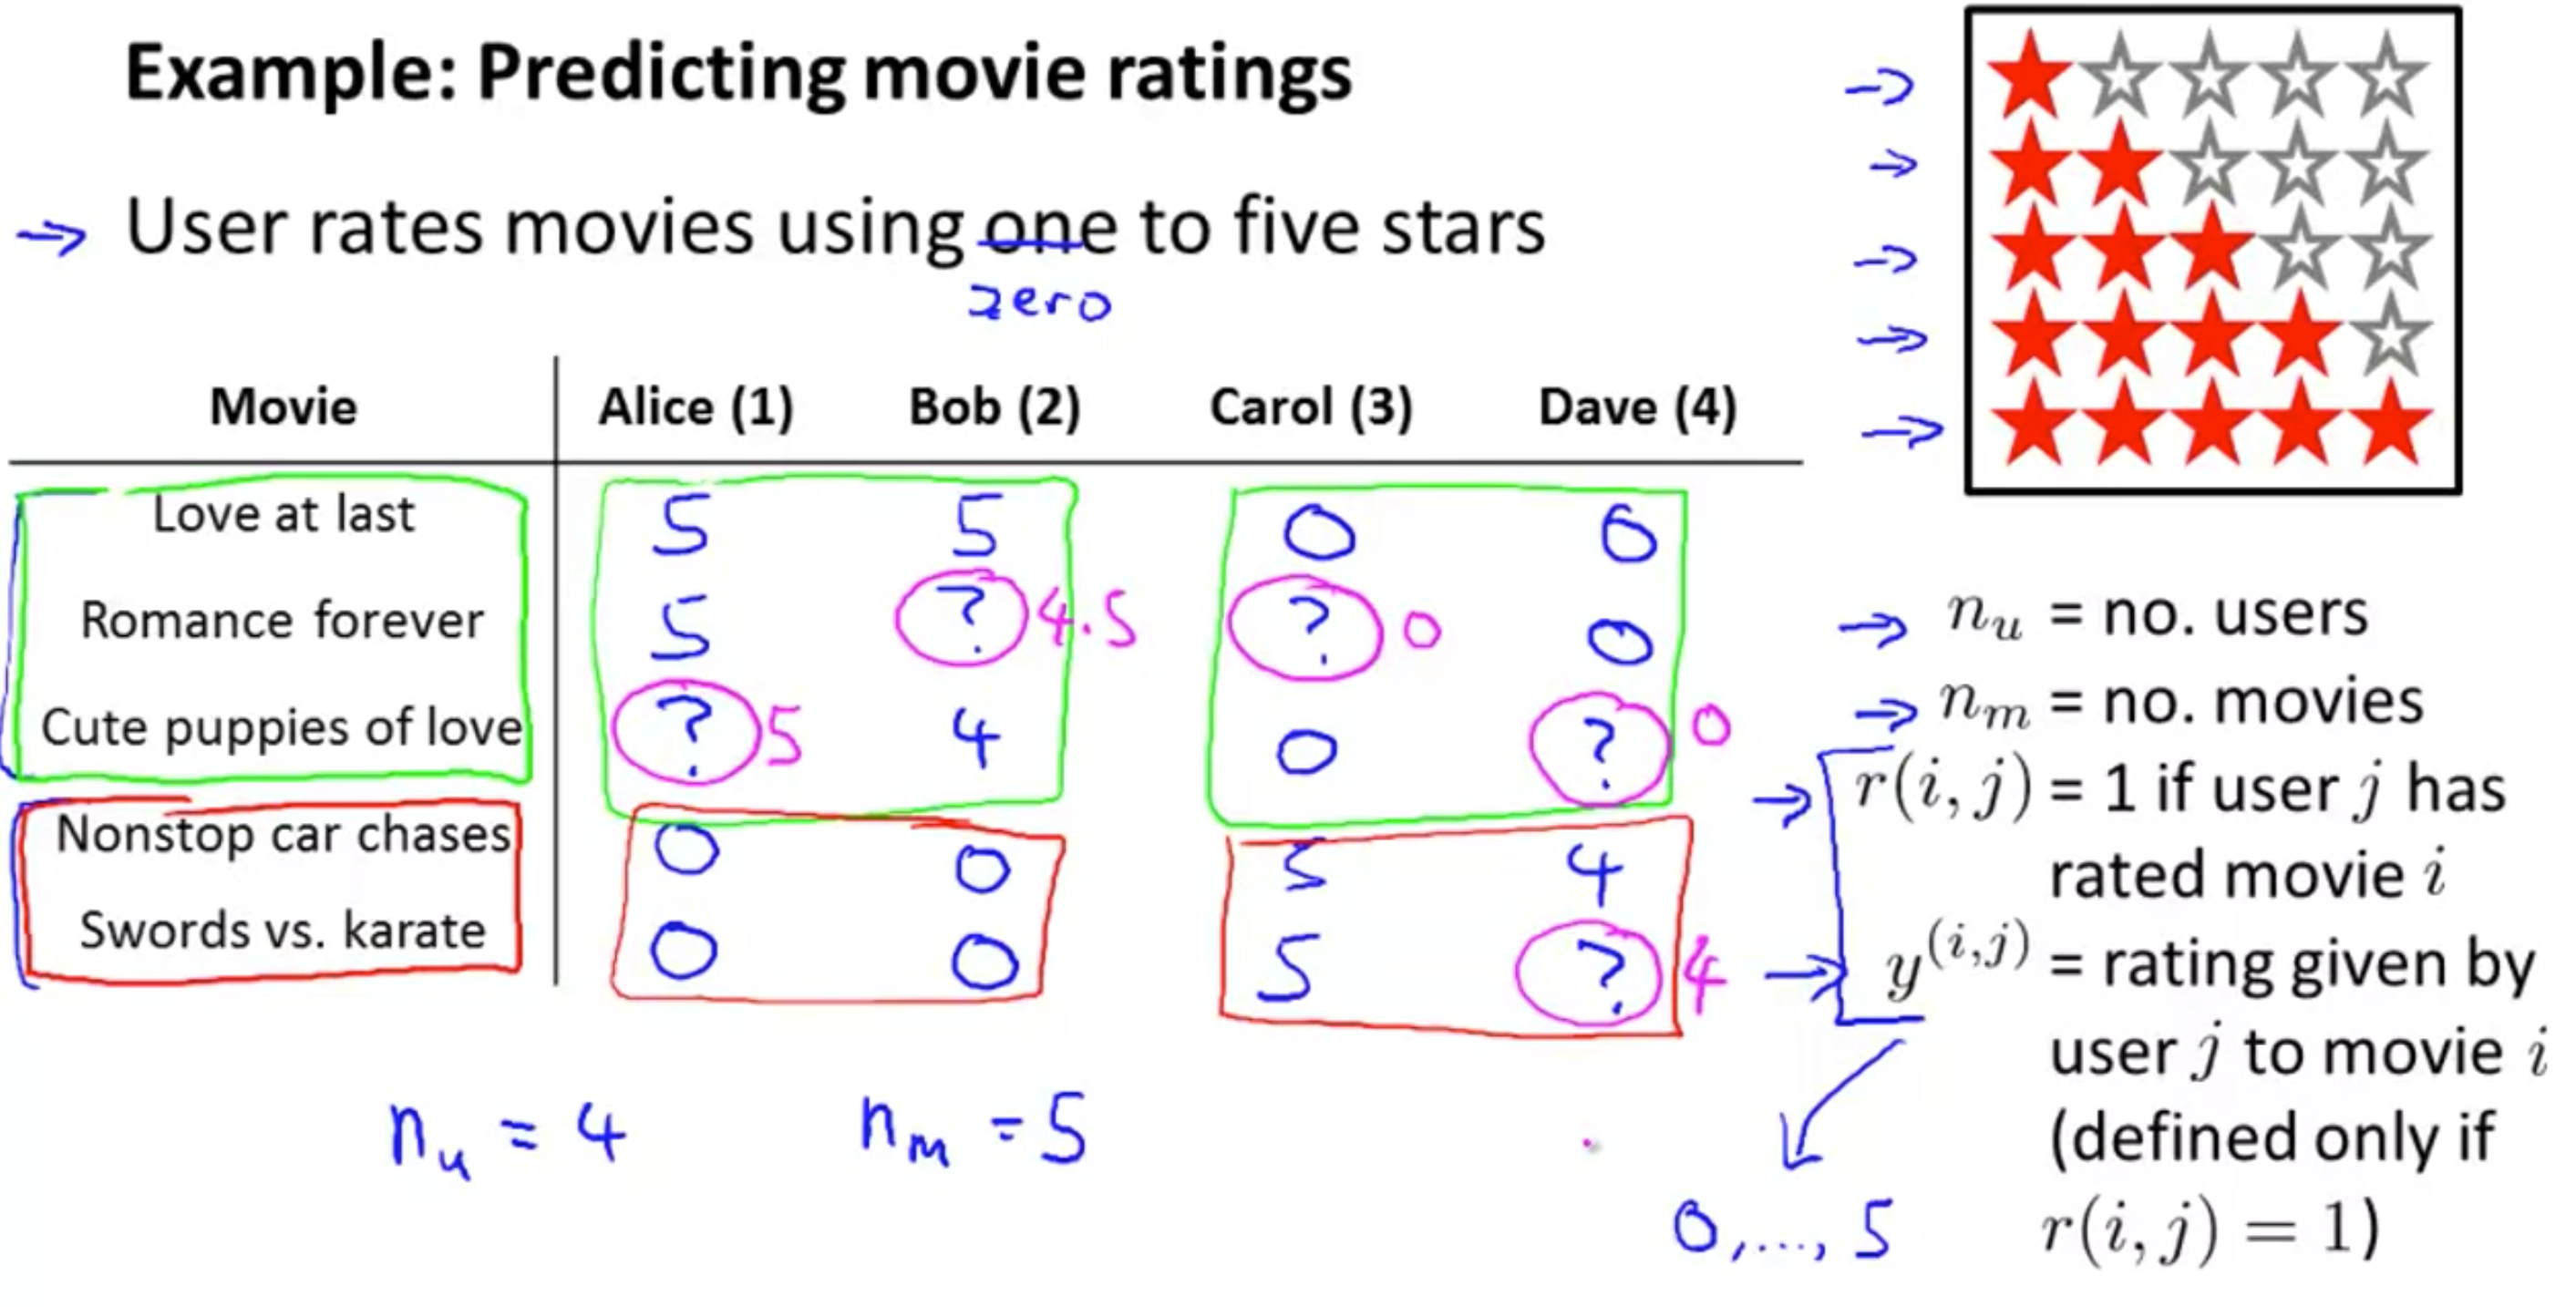 Example: Predicting movie ratings
→ User rates movies using one to five stars
zero
Movie Alice (1) Bob (2) Carol (3) Dave (4)
Love at last 5 5 0 0
Romance forever 5 ? 4.5 ? 0 0
Cute puppies of love ? 5 4 0 ? 0
Nonstop car chases 0 0 5 4
Swords vs. karate 0 0 5 ? 4
n_u = 4 n_m = 5
→ n_u = no. users
→ n_m = no. movies
→ r(i, j) = 1 if user j has
rated movie i
→ y^(i,j) = rating given by
user j to movie i
(defined only if
r(i, j) = 1)
0, ..., 5